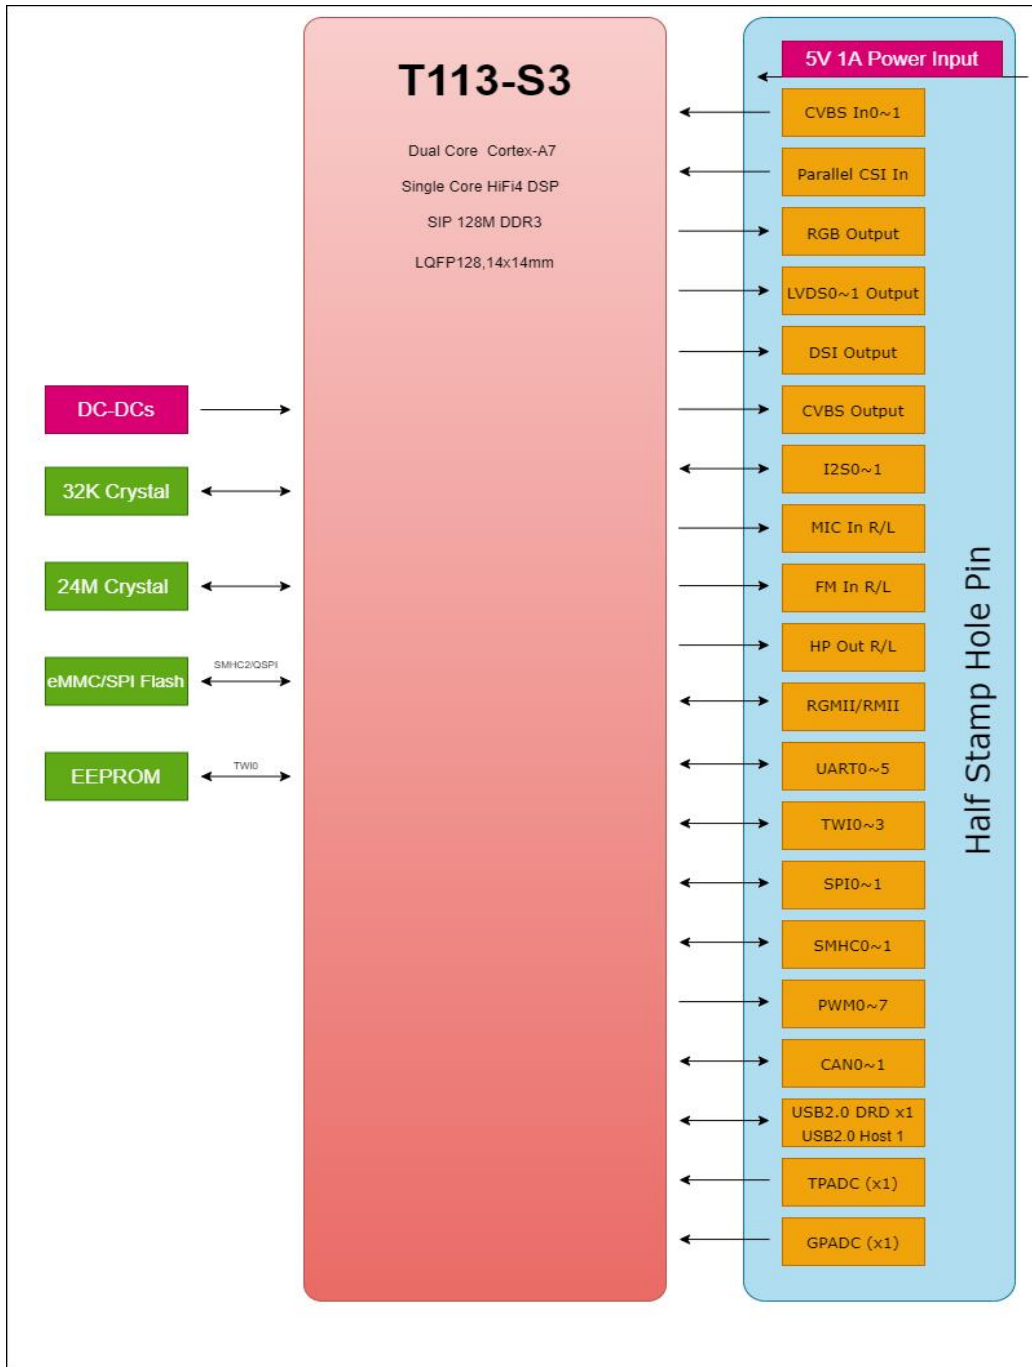 T113-S3
Dual Core Cortex-A7
Single Core HiFi4 DSP
SIP 128M DDR3
LQFP128,14x14mm
DC-DCs
32K Crystal
24M Crystal
eMMC/SPI Flash
SMHC2/QSPI
EEPROM
TWI0
5V 1A Power Input
CVBS In0~1
Parallel CSI In
RGB Output
LVDS0~1 Output
DSI Output
CVBS Output
I2S0~1
MIC In R/L
FM In R/L
HP Out R/L
RGMII/RMII
UART0~5
TWI0~3
SPI0~1
SMHC0~1
PWM0~7
CAN0~1
USB2.0 DRD x1
USB2.0 Host 1
TPADC (x1)
GPADC (x1)
Half Stamp Hole Pin